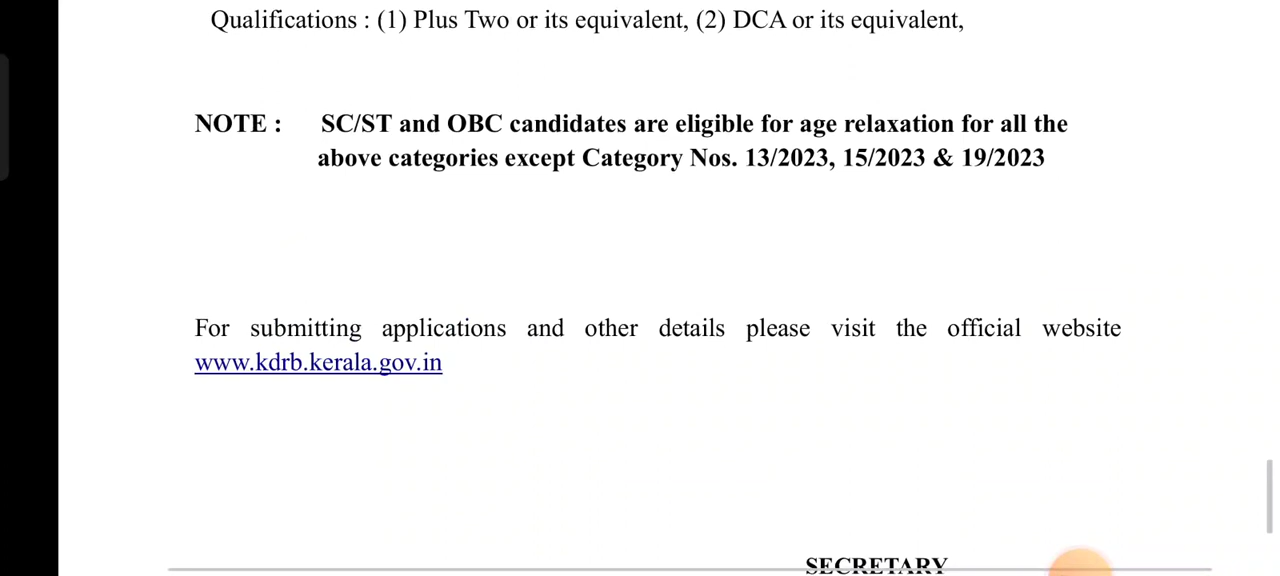 Qualifications : (1) Plus Two or its equivalent, (2) DCA or its equivalent,
NOTE : SC/ST and OBC candidates are eligible for age relaxation for all the
above categories except Category Nos. 13/2023, 15/2023 & 19/2023
For submitting applications and other details please visit the official website
www.kdrb.kerala.gov.in
SECRETARY